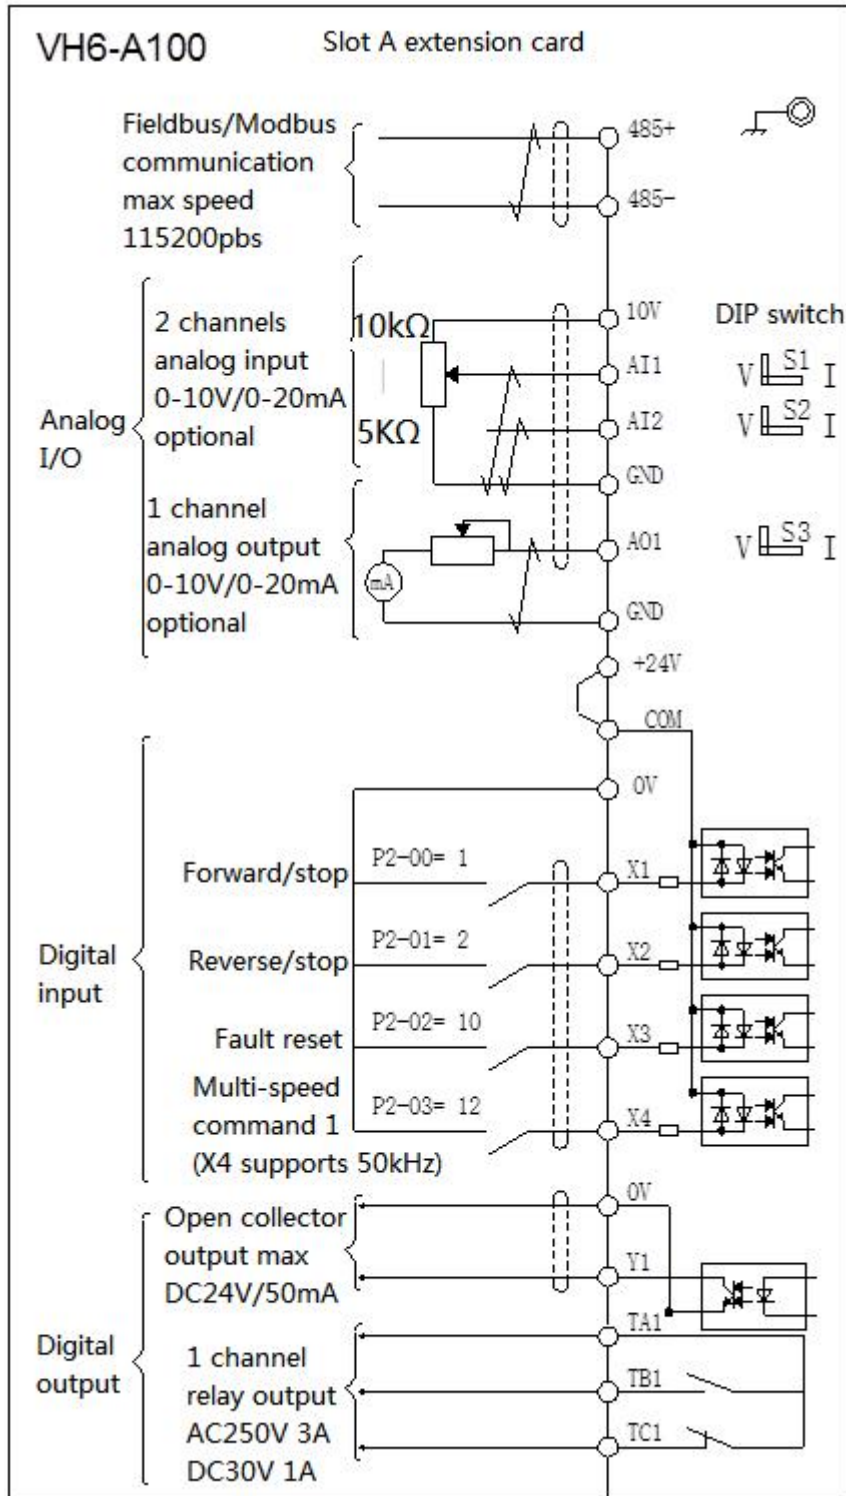 VH6-A100
Slot A extension card
Fieldbus/Modbus
communication
max speed
115200pbs
485+
485-
Analog
I/O
2 channels
analog input
0-10V/0-20mA
optional
10kΩ
5KΩ
10V
AI1
AI2
GND
DIP switch
V S1 I
V S2 I
1 channel
analog output
0-10V/0-20mA
optional
mA
AO1
GND
V S3 I
+24V
COM
0V
Digital
input
Forward/stop
P2-00= 1
X1
Reverse/stop
P2-01= 2
X2
Fault reset
P2-02= 10
X3
Multi-speed
command 1
(X4 supports 50kHz)
P2-03= 12
X4
Digital
output
Open collector
output max
DC24V/50mA
0V
Y1
1 channel
relay output
AC250V 3A
DC30V 1A
TA1
TB1
TC1